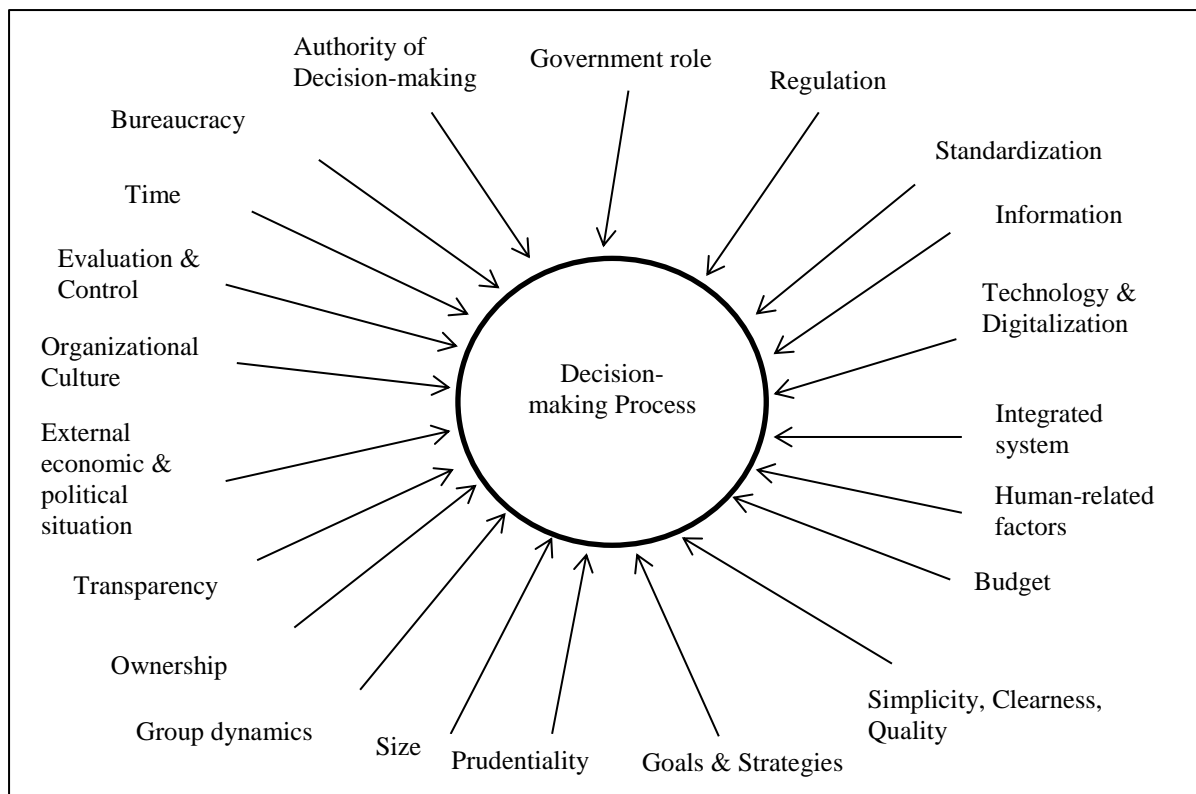 Authority of
Decision-making
Government role
Regulation
Bureaucracy
Standardization
Time
Information
Evaluation &
Control
Technology &
Digitalization
Organizational
Culture
Decision-
making Process
External
economic &
political
situation
Integrated
system
Human-related
factors
Transparency
Budget
Ownership
Simplicity, Clearness,
Quality
Group dynamics
Size
Prudentiality
Goals & Strategies